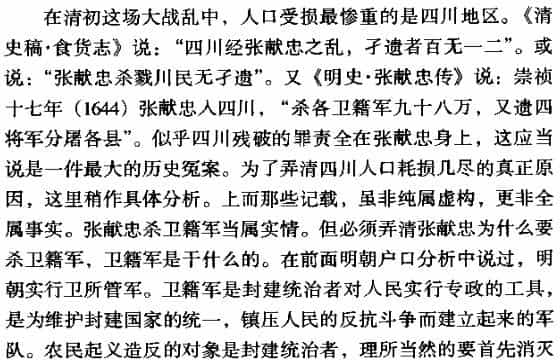 在清初这场大战乱中，人口受损最惨重的是四川地区。《清
史稿·食货志》说：“四川经张献忠之乱，孑遗者百无一二”。或
说：“张献忠杀戮川民无孑遗”。又《明史·张献忠传》说：崇祯
十七年（1644）张献忠入四川，“杀各卫籍军九十八万，又遗四
将军分屠各县”。似乎四川残破的罪责全在张献忠身上，这应当
说是一件最大的历史冤案。为了弄清四川人口耗损几尽的真正原
因，这里稍作具体分析。上而那些记载，虽非纯属虚构，更非全
属事实。张献忠杀卫籍军当属实情。但必须弄清张献忠为什么要
杀卫籍军，卫籍军是干什么的。在前面明朝户口分析中说过，明
朝实行卫所管军。卫籍军是封建统治者对人民实行专政的工具，
是为维护封建国家的统一，镇压人民的反抗斗争而建立起来的军
队。农民起义造反的对象是封建统治者，理所当然的要首先消灭